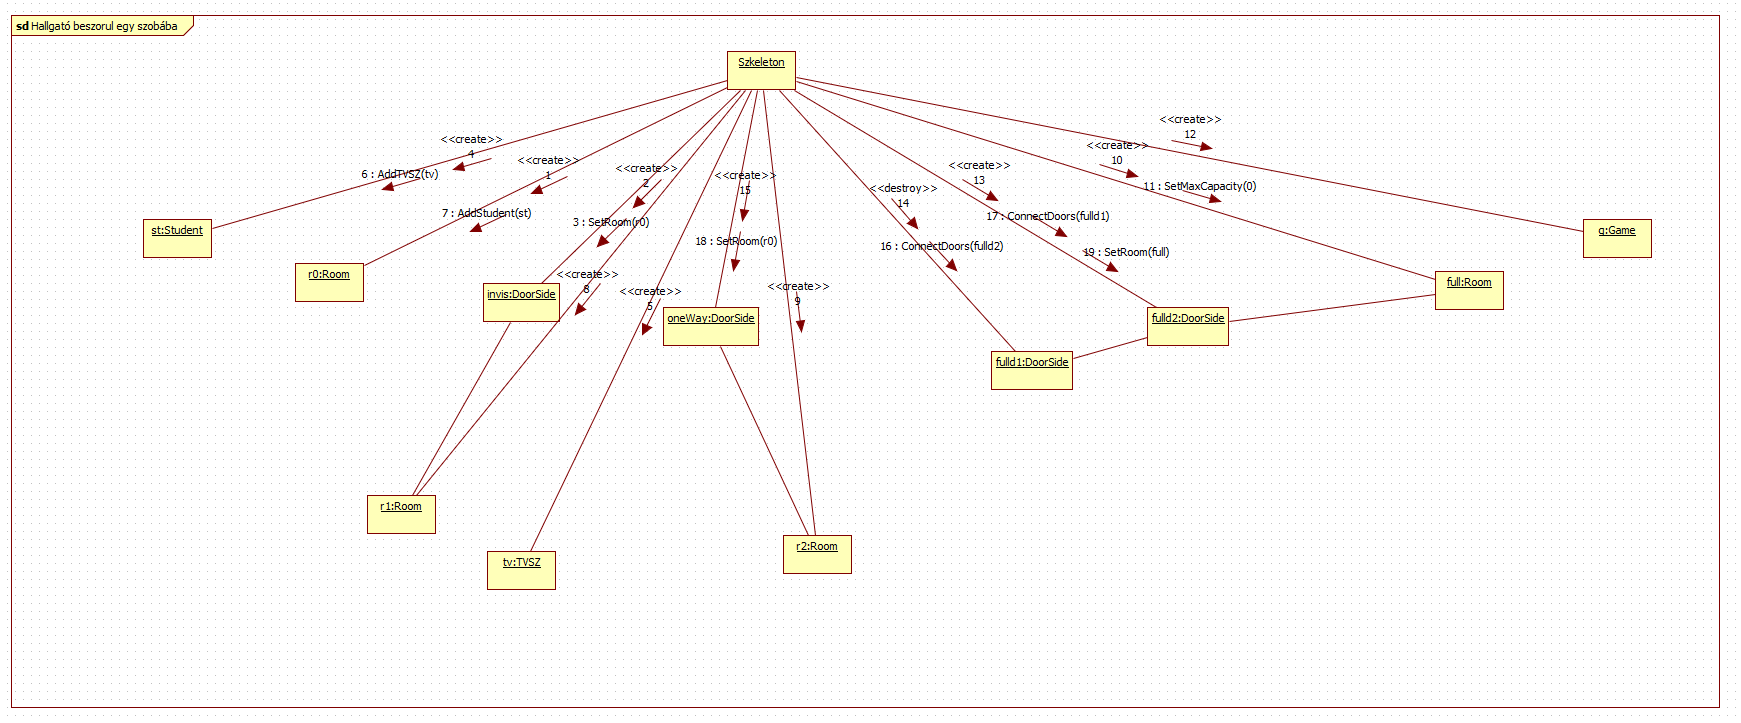 sd Hallgató beszorul egy szobába
Szkeleton
<<create>>
12
<<create>>
4
<<create>>
10
<<create>>
1
<<create>>
2
<<create>>
13
6 : AddTVSZ(tv)
<<create>>
15
<<destroy>>
14
11 : SetMaxCapacity(0)
7 : AddStudent(st)
3 : SetRoom(r0)
17 : ConnectDoors(fulld1)
st:Student
g:Game
18 : SetRoom(r0)
16 : ConnectDoors(fulld2)
19 : SetRoom(full)
r0:Room
<<create>>
8
full:Room
<<create>>
9
invis:DoorSide
<<create>>
5
oneWay:DoorSide
fulld2:DoorSide
fulld1:DoorSide
r1:Room
r2:Room
tv:TVSZ